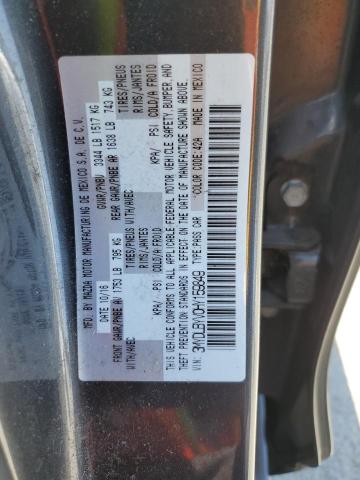 MFD. BY MAZDA MOTOR MANUFACTURING DE MEXICO S.A. DE C.V.
10/16 GVWR/PNBV 3344 LB 1517 KG
FRONT GAWR/PNBE AV 1753 LB 795 KG REAR GAWR/PNBE AR 1638 LB 743 KG
WITH/AVEC TIRES/PNEUS WITH/AVEC TIRES/PNEUS
RIMS/JANTES RIMS/JANTES
KPA/ PSI COLD/A FROID KPA/ PSI COLD/A FROID
THIS VEHICLE CONFORMS TO ALL APPLICABLE FEDERAL MOTOR VEHICLE SAFETY, BUMPER, AND
THEFT PREVENTION STANDARDS IN EFFECT ON THE DATE OF MANUFACTURE SHOWN ABOVE.
TYPE: PASS CAR COLOR CODE: 42A MADE IN MEXICO
VIN: